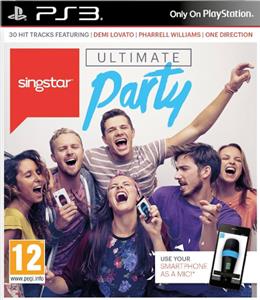 PS3
Only On PlayStation®
30 HIT TRACKS FEATURING | DEMI LOVATO | PHARRELL WILLIAMS | ONE DIRECTION
singstar
ULTIMATE
Party
12
www.pegi.info
USE YOUR
SMARTPHONE
AS A MIC!*